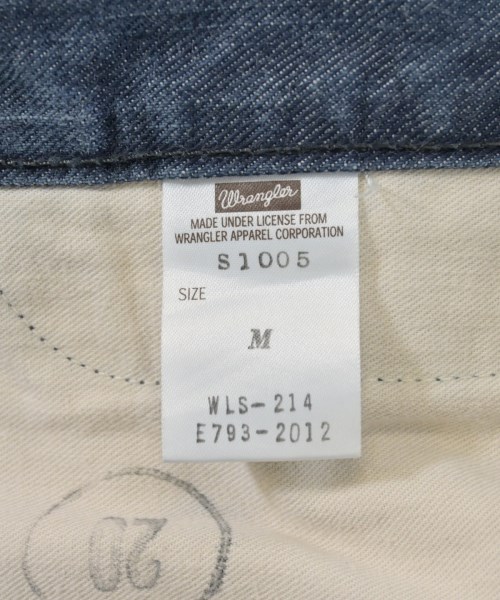 Wrangler
MADE UNDER LICENSE FROM
WRANGLER APPAREL CORPORATION
S1005
SIZE
M
WLS-214
E793-2012
20